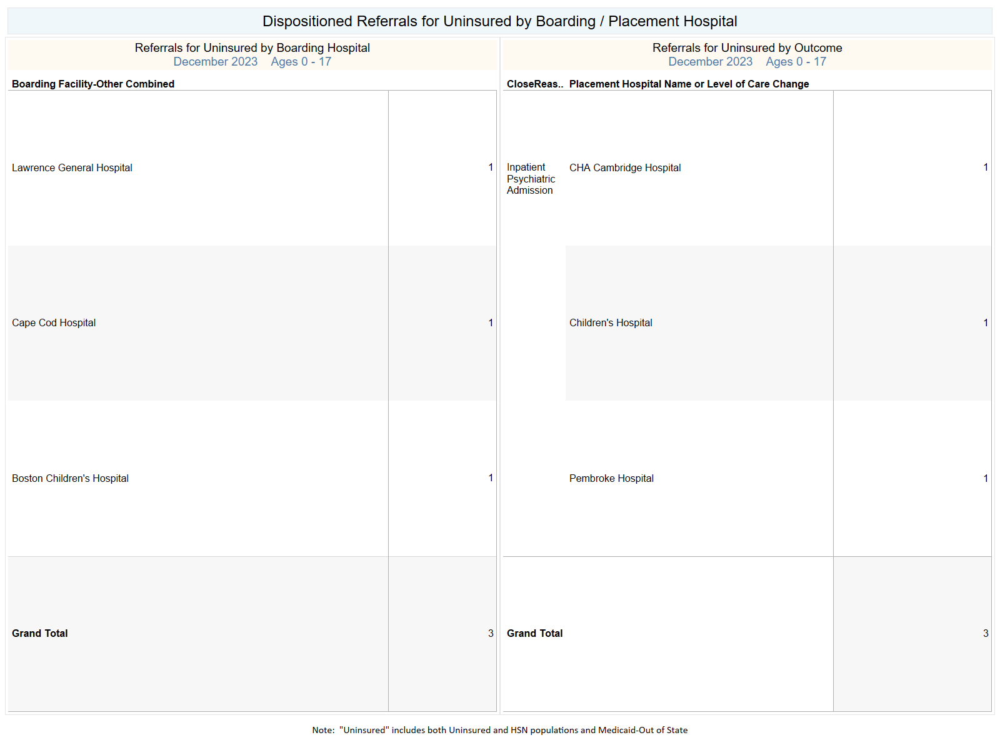 Dispositioned Referrals for Uninsured by Boarding / Placement Hospital
Referrals for Uninsured by Boarding Hospital
December 2023 Ages 0 - 17
Boarding Facility-Other Combined
Lawrence General Hospital 1
Cape Cod Hospital 1
Boston Children's Hospital 1
Grand Total 3
Referrals for Uninsured by Outcome
December 2023 Ages 0 - 17
CloseReas.. Placement Hospital Name or Level of Care Change
Inpatient
Psychiatric
Admission
CHA Cambridge Hospital 1
Children's Hospital 1
Pembroke Hospital 1
Grand Total 3
Note: "Uninsured" includes both Uninsured and HSN populations and Medicaid-Out of State